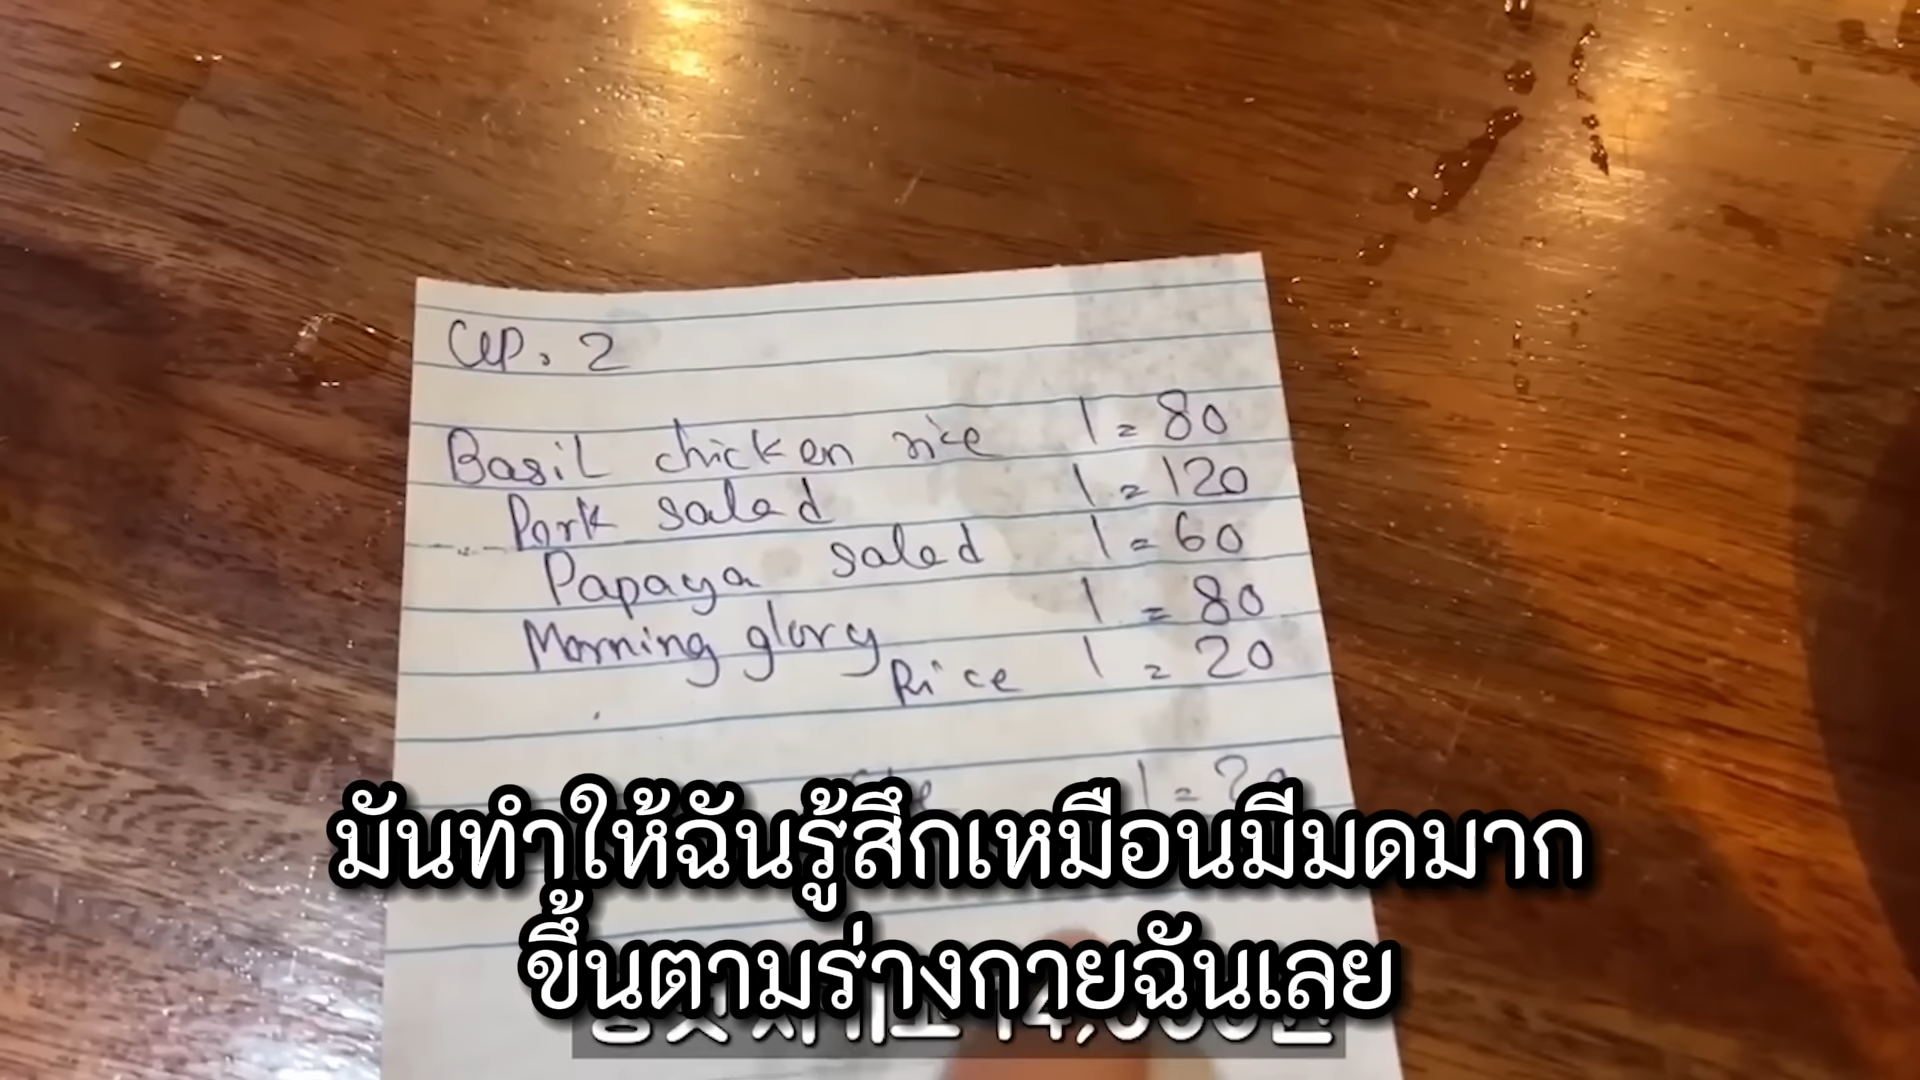 Basil chicken rice 1 = 80
Pork salad 1 = 120
Papaya salad 1 = 60
Morning glory 1 = 80
Rice 1 = 20
1 =
มันทำให้ฉันรู้สึกเหมือนมีมดมาก
ขึ้นตามร่างกายฉันเลย